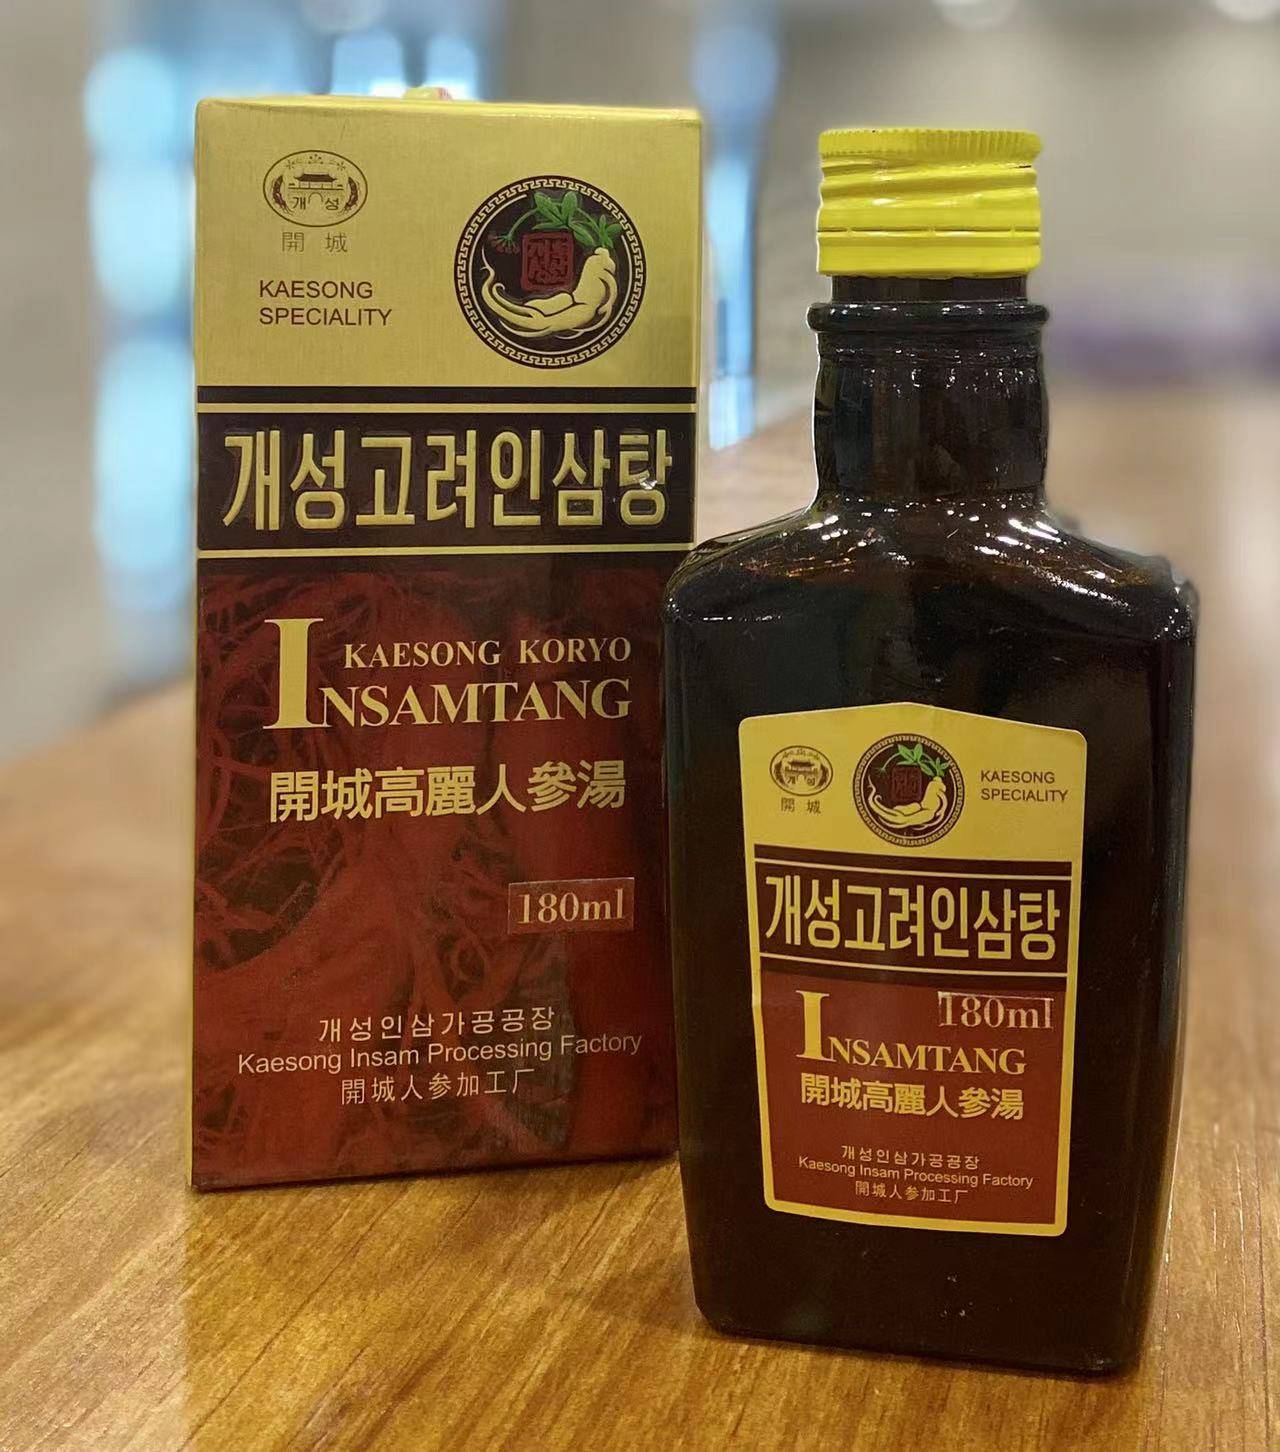 개성
開城
KAESONG
SPECIALITY
개성고려인삼탕
KAESONG KORYO
INSAMTANG
開城高麗人參湯
180ml
개성인삼가공공장
Kaesong Insam Processing Factory
開城人参加工厂
개성
開城
KAESONG
SPECIALITY
개성고려인삼탕
180ml
INSAMTANG
開城高麗人參湯
개성인삼가공공장
Kaesong Insam Processing Factory
開城人参加工厂